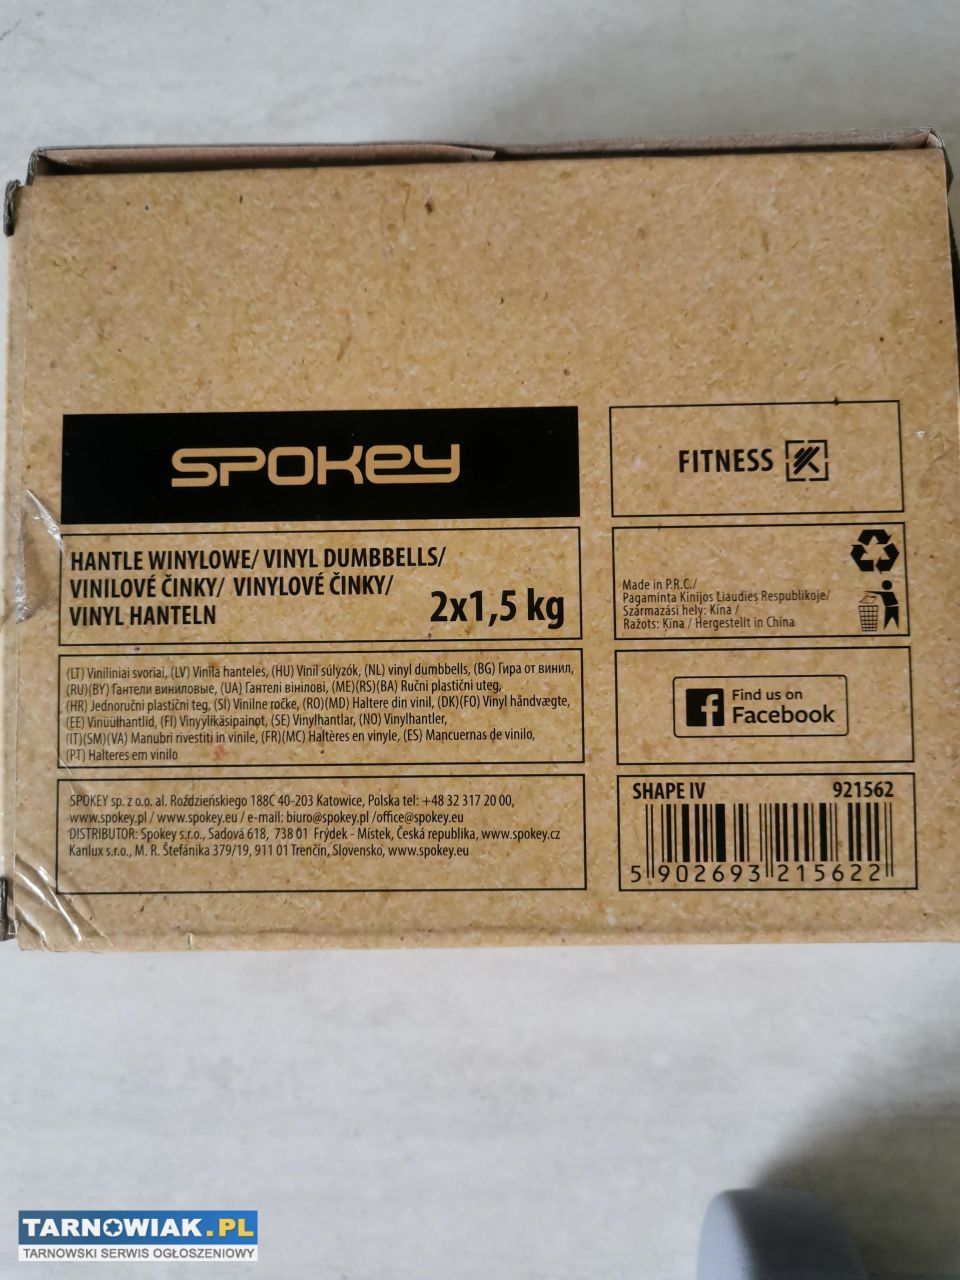 SPOKEY
FITNESS
HANTLE WINYLOWE/ VINYL DUMBBELLS/
VINILOVÉ ČINKY/ VINYLOVÉ ČINKY/
VINYL HANTELN
2x1,5 kg
Made in P.R.C./
Pagaminta Kinijos Liaudies Respublikoje/
Származási hely: Kína /
Ražots: Ķīna / Hergestellt in China
(LT) Viniliniai svoriai, (LV) Vinila hanteles, (HU) Vinil súlyzók, (NL) vinyl dumbbells, (BG) Гира от винил,
(RU)(BY) Гантели виниловые, (UA) Гантелі вінілові, (ME)(RS)(BA) Ručni plastični uteg,
(HR) Jednoručni plastični teg, (SI) Vinilne ročke, (RO)(MD) Haltere din vinil, (DK)(FO) Vinyl håndvægte,
(EE) Vinüülhantlid, (FI) Vinyylikäsipainot, (SE) Vinylhantlar, (NO) Vinylhantler,
(IT)(SM)(VA) Manubri rivestiti in vinile, (FR)(MC) Haltères en vinyle, (ES) Mancuernas de vinilo,
(PT) Halteres em vinilo
Find us on
Facebook
SPOKEY sp. z o.o. al. Roździeńskiego 188C 40-203 Katowice, Polska tel: +48 32 317 20 00,
www.spokey.pl / www.spokey.eu / e-mail: biuro@spokey.pl /office@spokey.eu
DISTRIBUTOR: Spokey s.r.o., Sadová 618, 738 01 Frýdek - Místek, Česká republika, www.spokey.cz
Kanlux s.r.o., M. R. Štefánika 379/19, 911 01 Trenčín, Slovensko, www.spokey.eu
SHAPE IV 921562
5 902693 215622
TARNOWIAK.PL
TARNOWSKI SERWIS OGŁOSZENIOWY